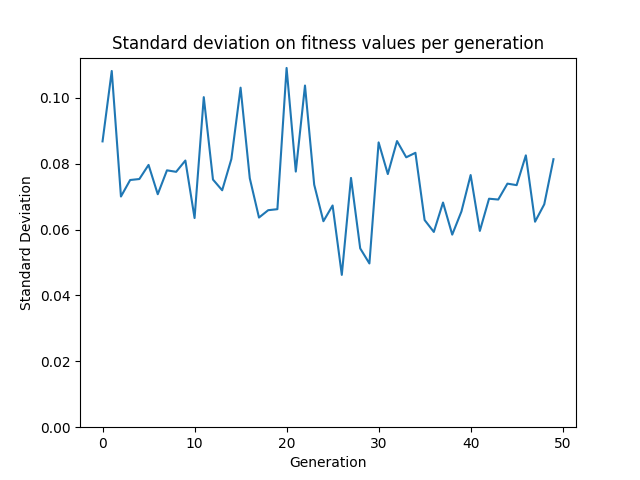 Standard deviation on fitness values per generation
Standard Deviation
0.10
0.08
0.06
0.04
0.02
0.00
0 10 20 30 40 50
Generation